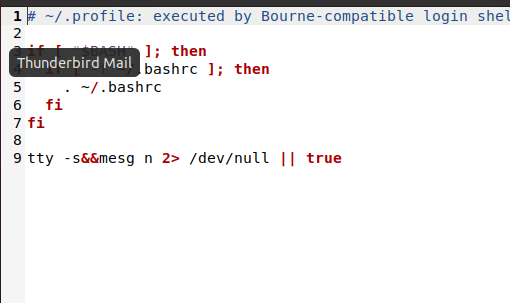 1 # ~/.profile: executed by Bourne-compatible login shel
2
3 if [ "$BASH" ]; then
Thunderbird Mail
4 if [ ~/.bashrc ]; then
5 . ~/.bashrc
6 fi
7 fi
8
9 tty -s&&mesg n 2> /dev/null || true